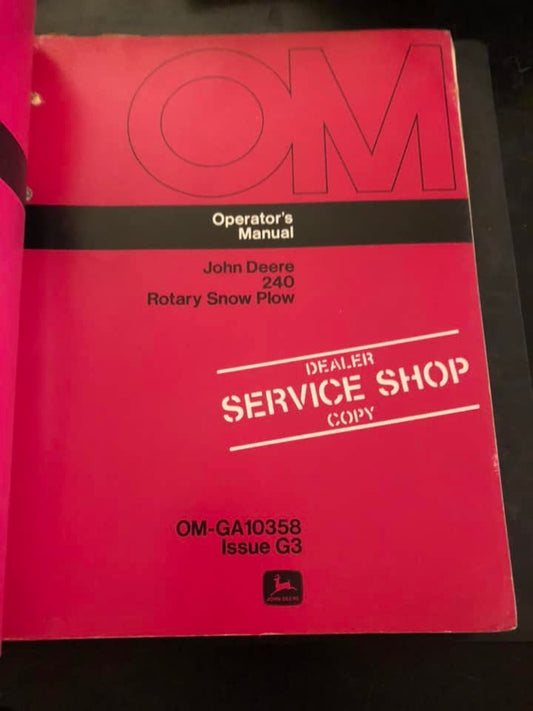 OM
Operator's
Manual
John Deere
240
Rotary Snow Plow
DEALER
SERVICE SHOP
COPY
OM-GA10358
Issue G3
JOHN DEERE